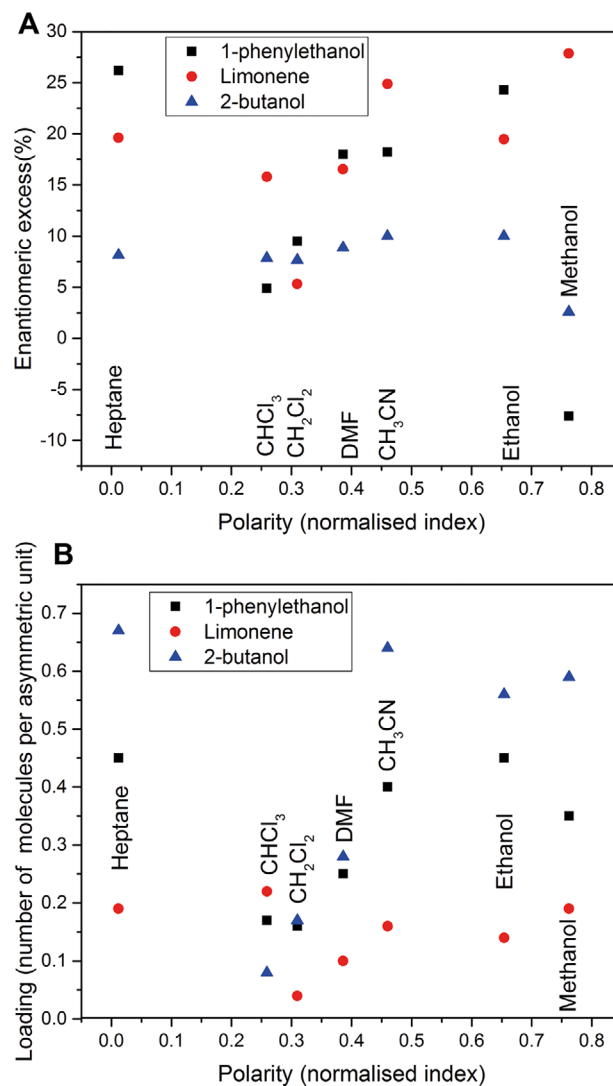 A
30
25
20
15
10
5
0
-5
-10
Enantiomeric excess(%)
1-phenylethanol
Limonene
2-butanol
Heptane
CHCl₃
CH₂Cl₂
DMF
CH₃CN
Ethanol
Methanol
0.0 0.1 0.2 0.3 0.4 0.5 0.6 0.7 0.8
Polarity (normalised index)
B
0.7
0.6
0.5
0.4
0.3
0.2
0.1
0.0
Loading (number of molecules per asymmetric unit)
1-phenylethanol
Limonene
2-butanol
Heptane
CHCl₃
CH₂Cl₂
DMF
CH₃CN
Ethanol
Methanol
0.0 0.1 0.2 0.3 0.4 0.5 0.6 0.7 0.8
Polarity (normalised index)